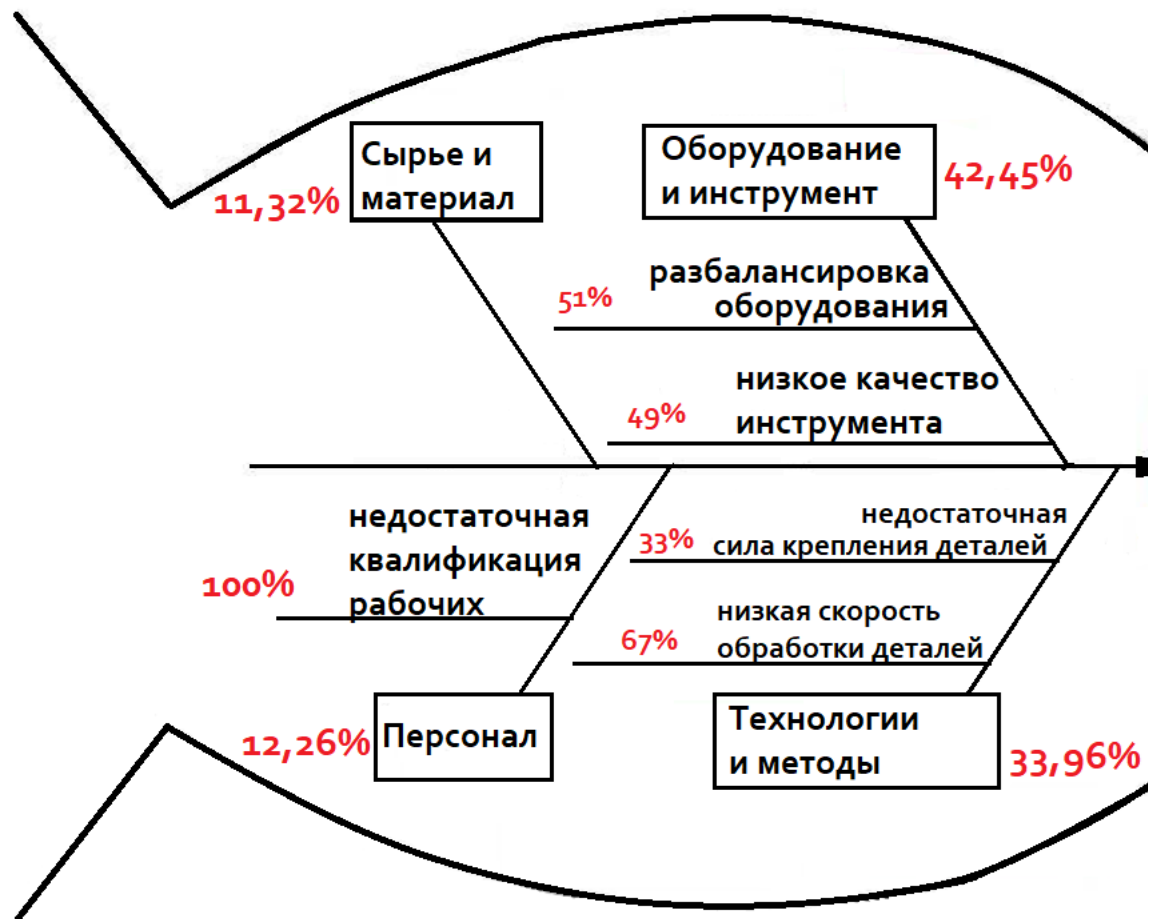 Сырье и
материал
11,32%
Оборудование
и инструмент
42,45%
разбалансировка
оборудования
51%
низкое качество
инструмента
49%
недостаточная
квалификация
рабочих
100%
недостаточная
сила крепления деталей
33%
низкая скорость
обработки деталей
67%
Персонал
12,26%
Технологии
и методы
33,96%